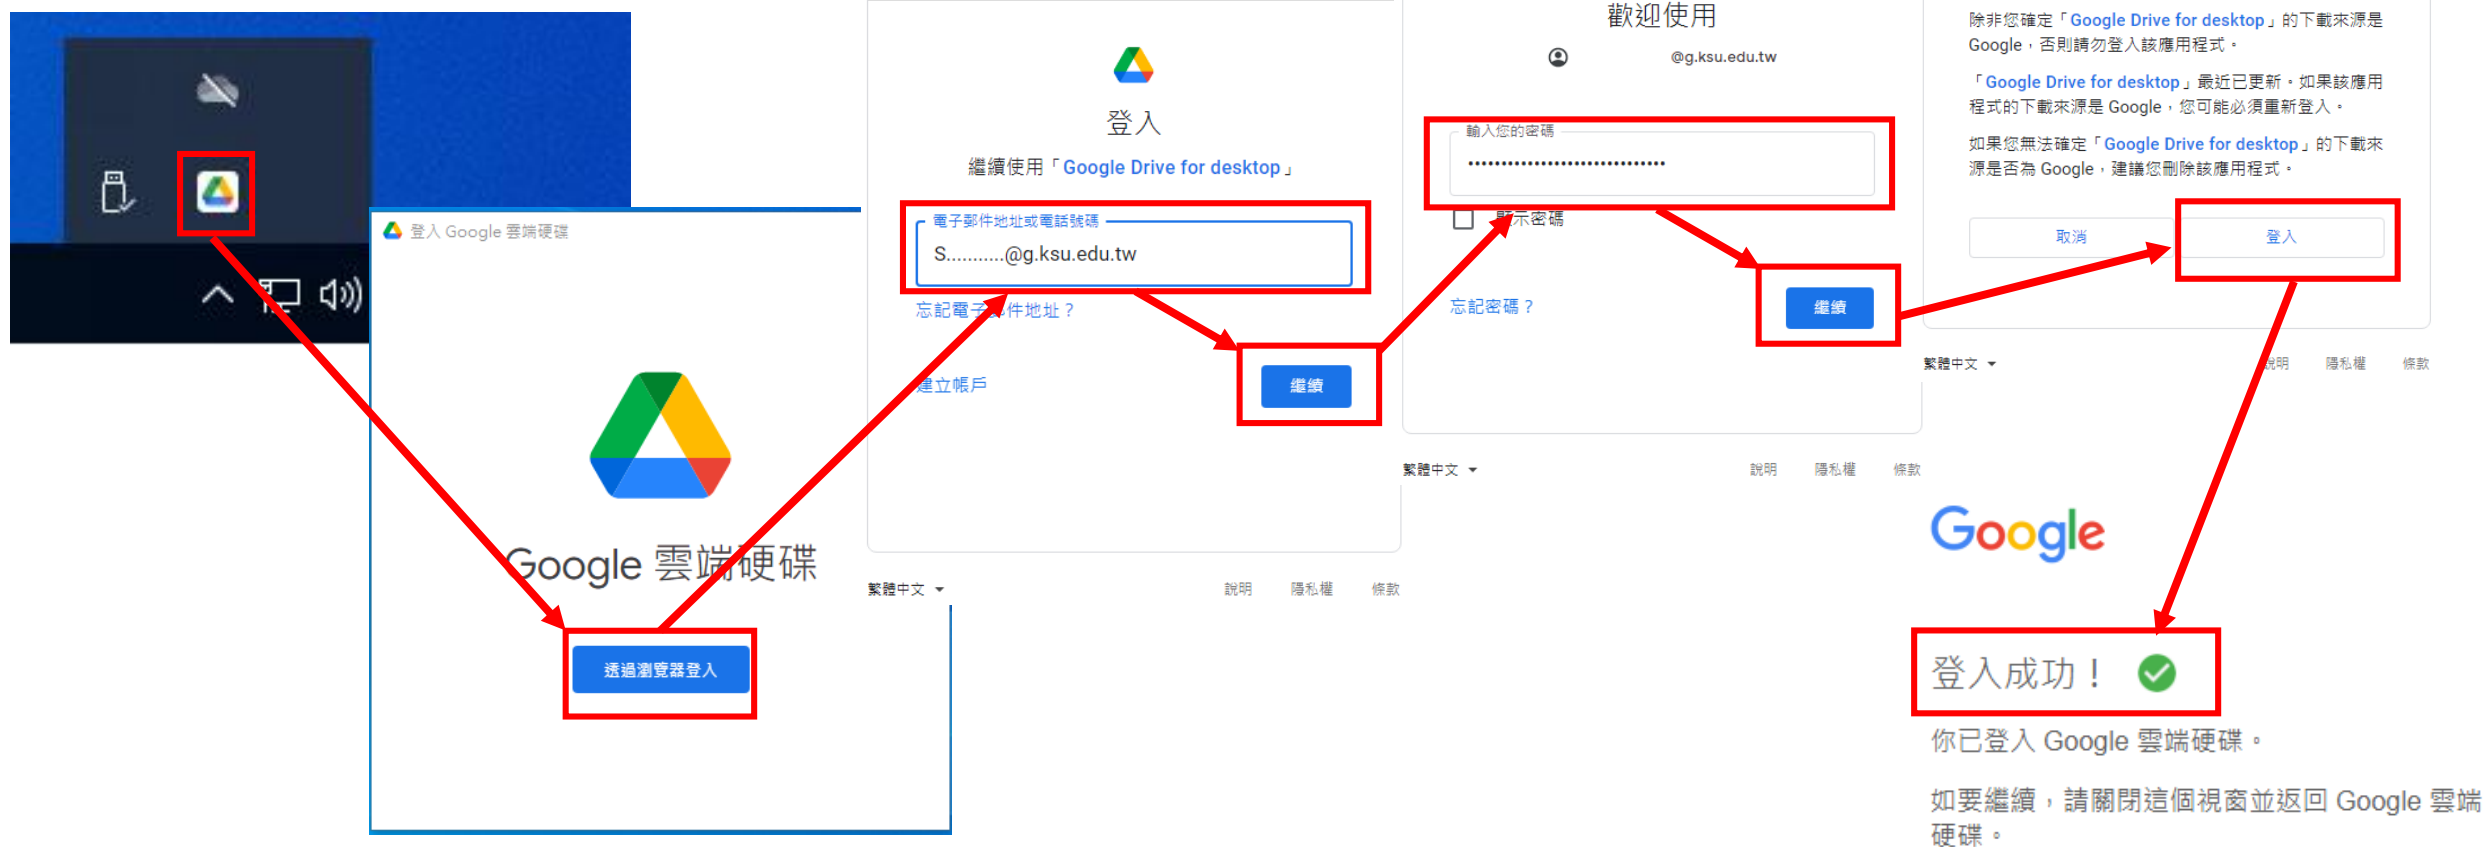 登入 Google 雲端硬碟
Google 雲端硬碟
透過瀏覽器登入
登入
繼續使用「Google Drive for desktop」
電子郵件地址或電話號碼
S...........@g.ksu.edu.tw
忘記電子郵件地址？
建立帳戶
繼續
繁體中文
說明
隱私權
條款
歡迎使用
@g.ksu.edu.tw
輸入您的密碼
••••••••••••••••••••••••••••••
顯示密碼
忘記密碼？
繼續
繁體中文
說明
隱私權
條款
除非您確定「Google Drive for desktop」的下載來源是
Google，否則請勿登入該應用程式。
「Google Drive for desktop」最近已更新。如果該應用
程式的下載來源是 Google，您可能必須重新登入。
如果您無法確定「Google Drive for desktop」的下載來
源是否為 Google，建議您刪除該應用程式。
取消
登入
繁體中文
說明
隱私權
條款
Google
登入成功！
你已登入 Google 雲端硬碟。
如要繼續，請關閉這個視窗並返回 Google 雲端
硬碟。